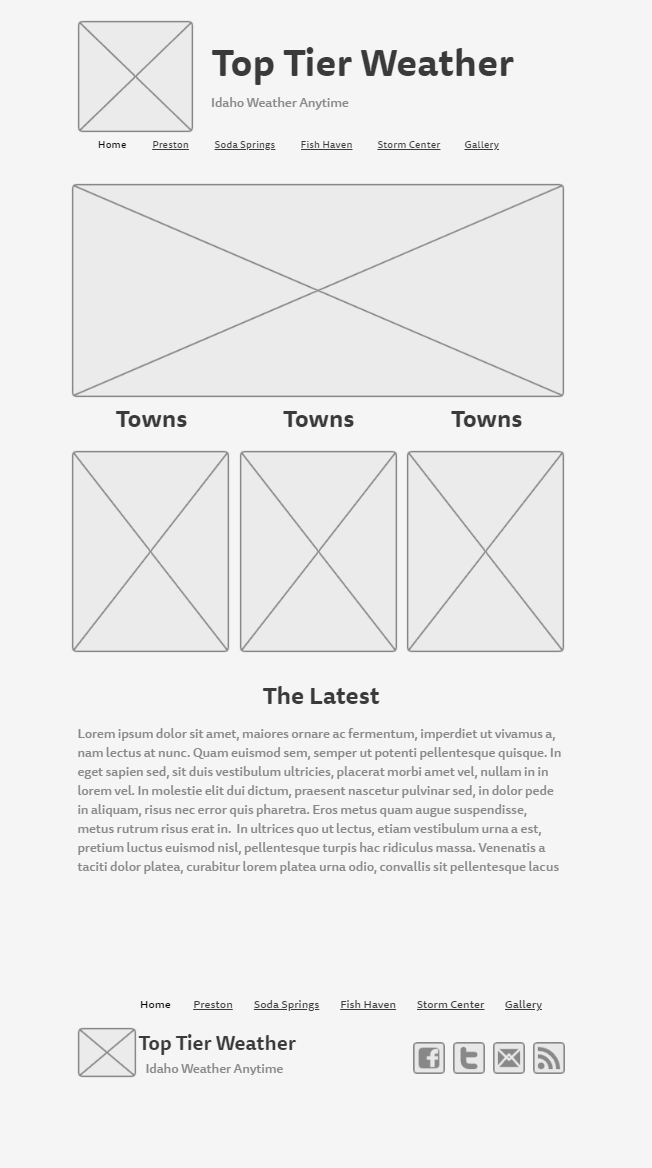 Top Tier Weather
Idaho Weather Anytime
Home Preston Soda Springs Fish Haven Storm Center Gallery
Towns Towns Towns
The Latest
Lorem ipsum dolor sit amet, maiores ornare ac fermentum, imperdiet ut vivamus a,
nam lectus at nunc. Quam euismod sem, semper ut potenti pellentesque quisque. In
eget sapien sed, sit duis vestibulum ultricies, placerat morbi amet vel, nullam in in
lorem vel. In molestie elit dui dictum, praesent nascetur pulvinar sed, in dolor pede
in aliquam, risus nec error quis pharetra. Eros metus quam augue suspendisse,
metus rutrum risus erat in.  In ultrices quo ut lectus, etiam vestibulum urna a est,
pretium luctus euismod nisl, pellentesque turpis hac ridiculus massa. Venenatis a
taciti dolor platea, curabitur lorem platea urna odio, convallis sit pellentesque lacus
Home Preston Soda Springs Fish Haven Storm Center Gallery
Top Tier Weather
Idaho Weather Anytime